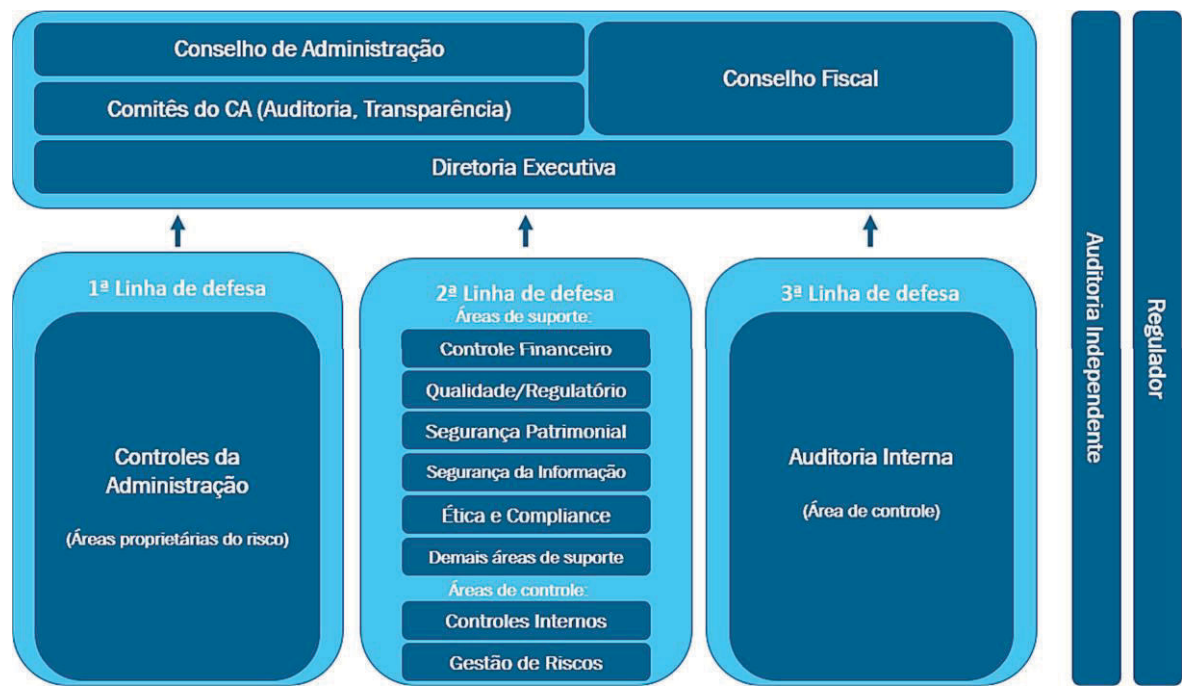 Conselho de Administração
Comitês do CA (Auditoria, Transparência)
Conselho Fiscal
Diretoria Executiva
1ª Linha de defesa
Controles da
Administração
(Áreas proprietárias do risco)
2ª Linha de defesa
Áreas de suporte:
Controle Financeiro
Qualidade/Regulatório
Segurança Patrimonial
Segurança da Informação
Ética e Compliance
Demais áreas de suporte
Áreas de controle:
Controles Internos
Gestão de Riscos
3ª Linha de defesa
Auditoria Interna
(Área de controle)
Auditoria Independente
Regulador